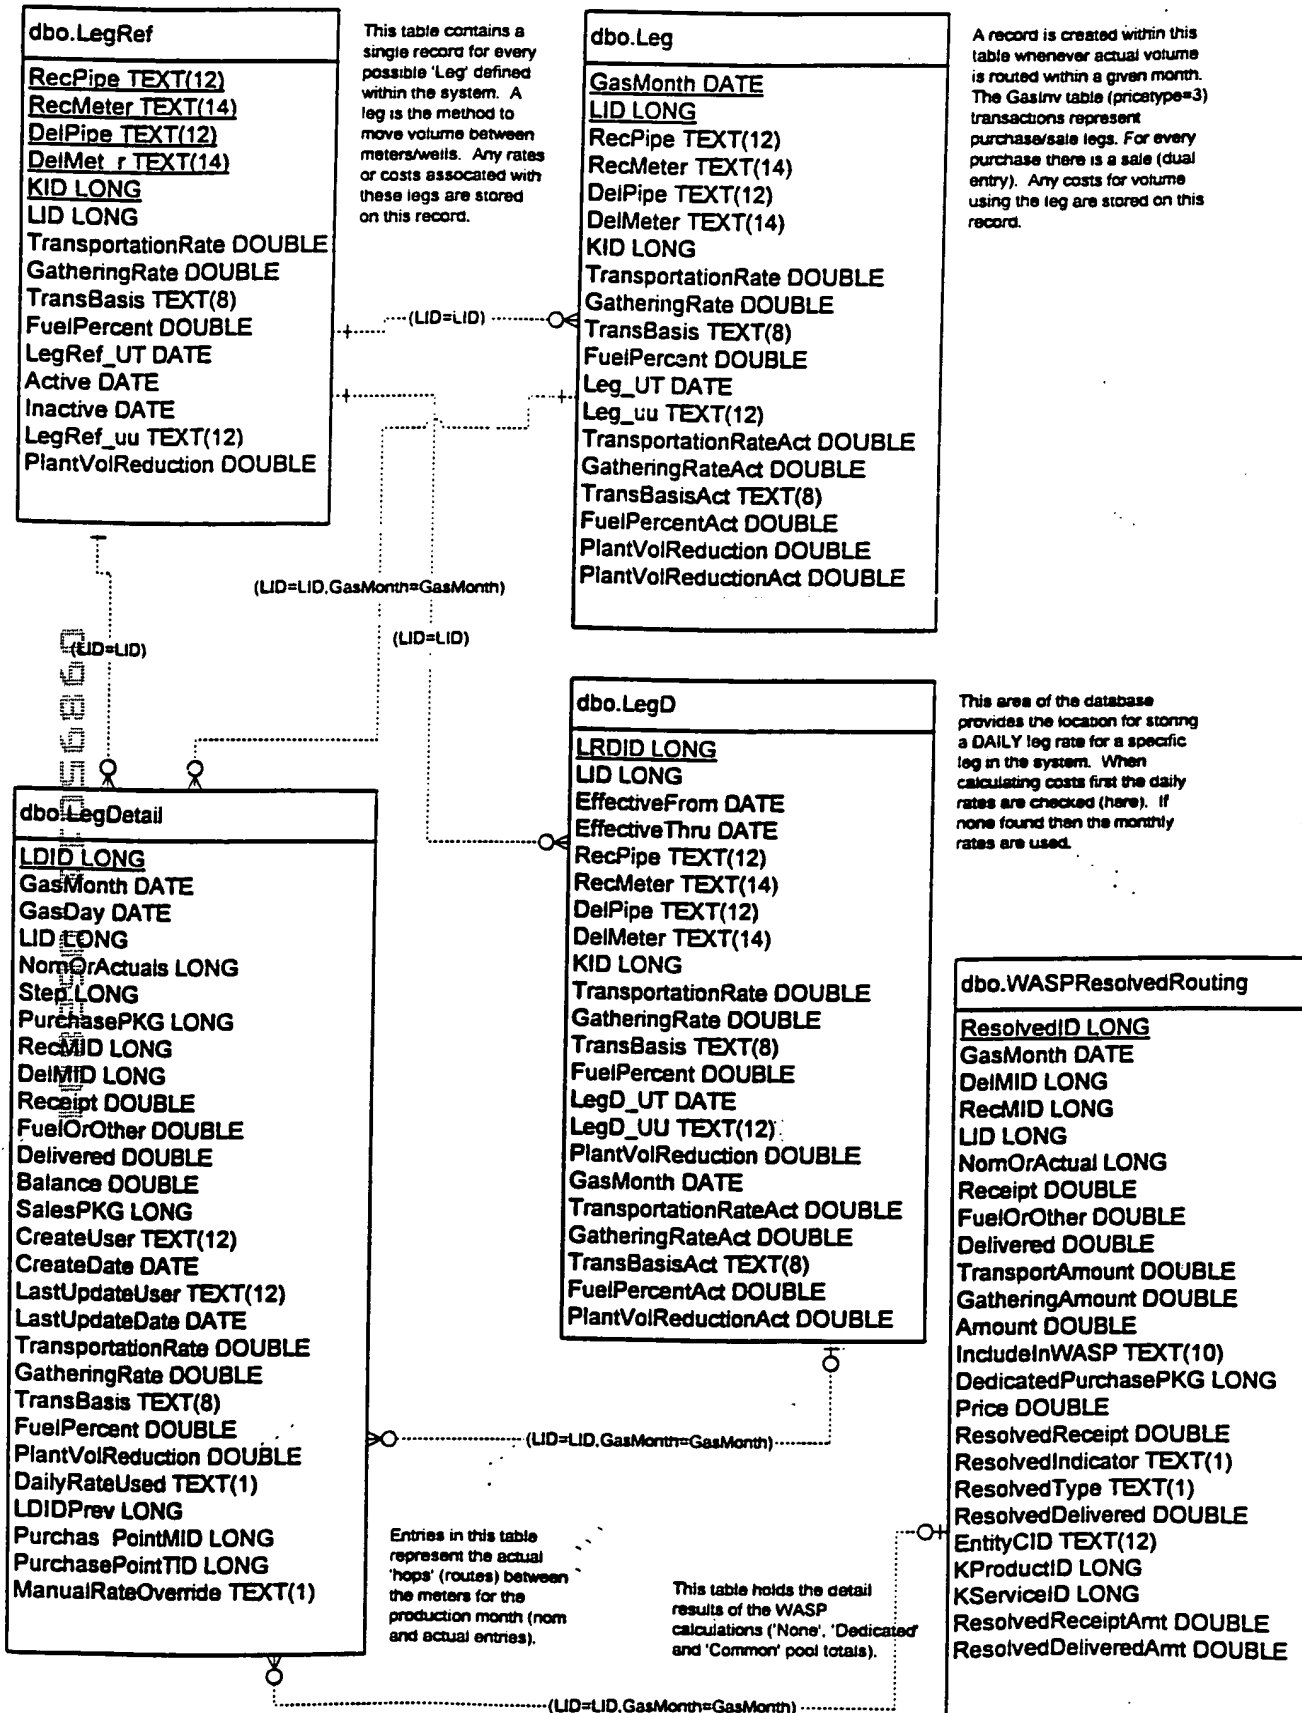 dbo.LegRef
RecPipe TEXT(12)
RecMeter TEXT(14)
DelPipe TEXT(12)
DelMet r TEXT(14)
KID LONG
LID LONG
TransportationRate DOUBLE
GatheringRate DOUBLE
TransBasis TEXT(8)
FuelPercent DOUBLE
LegRef_UT DATE
Active DATE
Inactive DATE
LegRef_uu TEXT(12)
PlantVolReduction DOUBLE
This table contains a
single record for every
possible 'Leg' defined
within the system. A
leg is the method to
move volume between
meters/wells. Any rates
or costs assocated with
these legs are stored
on this record.
dbo.Leg
GasMonth DATE
LID LONG
RecPipe TEXT(12)
RecMeter TEXT(14)
DelPipe TEXT(12)
DelMeter TEXT(14)
KID LONG
TransportationRate DOUBLE
GatheringRate DOUBLE
TransBasis TEXT(8)
FuelPercent DOUBLE
Leg_UT DATE
Leg_uu TEXT(12)
TransportationRateAct DOUBLE
GatheringRateAct DOUBLE
TransBasisAct TEXT(8)
FuelPercentAct DOUBLE
PlantVolReduction DOUBLE
PlantVolReductionAct DOUBLE
A record is created within this
table whenever actual volume
is routed within a given month.
The GasInv table (pricetype=3)
transactions represent
purchase/sale legs. For every
purchase there is a sale (dual
entry). Any costs for volume
using the leg are stored on this
record.
(LID=LID)
(LID=LID,GasMonth=GasMonth)
(LID=LID)
(LID=LID)
dbo.LegD
LRDID LONG
LID LONG
EffectiveFrom DATE
EffectiveThru DATE
RecPipe TEXT(12)
RecMeter TEXT(14)
DelPipe TEXT(12)
DelMeter TEXT(14)
KID LONG
TransportationRate DOUBLE
GatheringRate DOUBLE
TransBasis TEXT(8)
FuelPercent DOUBLE
LegD_UT DATE
LegD_UU TEXT(12)
PlantVolReduction DOUBLE
GasMonth DATE
TransportationRateAct DOUBLE
GatheringRateAct DOUBLE
TransBasisAct TEXT(8)
FuelPercentAct DOUBLE
PlantVolReductionAct DOUBLE
This area of the database
provides the location for storing
a DAILY leg rate for a specific
leg in the system. When
calculating costs first the daily
rates are checked (here). If
none found then the monthly
rates are used.
dbo.LegDetail
LDID LONG
GasMonth DATE
GasDay DATE
LID LONG
NomOrActuals LONG
Step LONG
PurchasePKG LONG
RecMID LONG
DelMID LONG
Receipt DOUBLE
FuelOrOther DOUBLE
Delivered DOUBLE
Balance DOUBLE
SalesPKG LONG
CreateUser TEXT(12)
CreateDate DATE
LastUpdateUser TEXT(12)
LastUpdateDate DATE
TransportationRate DOUBLE
GatheringRate DOUBLE
TransBasis TEXT(8)
FuelPercent DOUBLE
PlantVolReduction DOUBLE
DailyRateUsed TEXT(1)
LDIDPrev LONG
Purchas PointMID LONG
PurchasePointTID LONG
ManualRateOverride TEXT(1)
dbo.WASPResolvedRouting
ResolvedID LONG
GasMonth DATE
DelMID LONG
RecMID LONG
LID LONG
NomOrActual LONG
Receipt DOUBLE
FuelOrOther DOUBLE
Delivered DOUBLE
TransportAmount DOUBLE
GatheringAmount DOUBLE
Amount DOUBLE
IncludeInWASP TEXT(10)
DedicatedPurchasePKG LONG
Price DOUBLE
ResolvedReceipt DOUBLE
ResolvedIndicator TEXT(1)
ResolvedType TEXT(1)
ResolvedDelivered DOUBLE
EntityCID TEXT(12)
KProductID LONG
KServiceID LONG
ResolvedReceiptAmt DOUBLE
ResolvedDeliveredAmt DOUBLE
(LID=LID,GasMonth=GasMonth)
Entries in this table
represent the actual
'hops' (routes) between
the meters for the
production month (nom
and actual entries).
This table holds the detail
results of the WASP
calculations ('None', 'Dedicated'
and 'Common' pool totals).
(LID=LID,GasMonth=GasMonth)